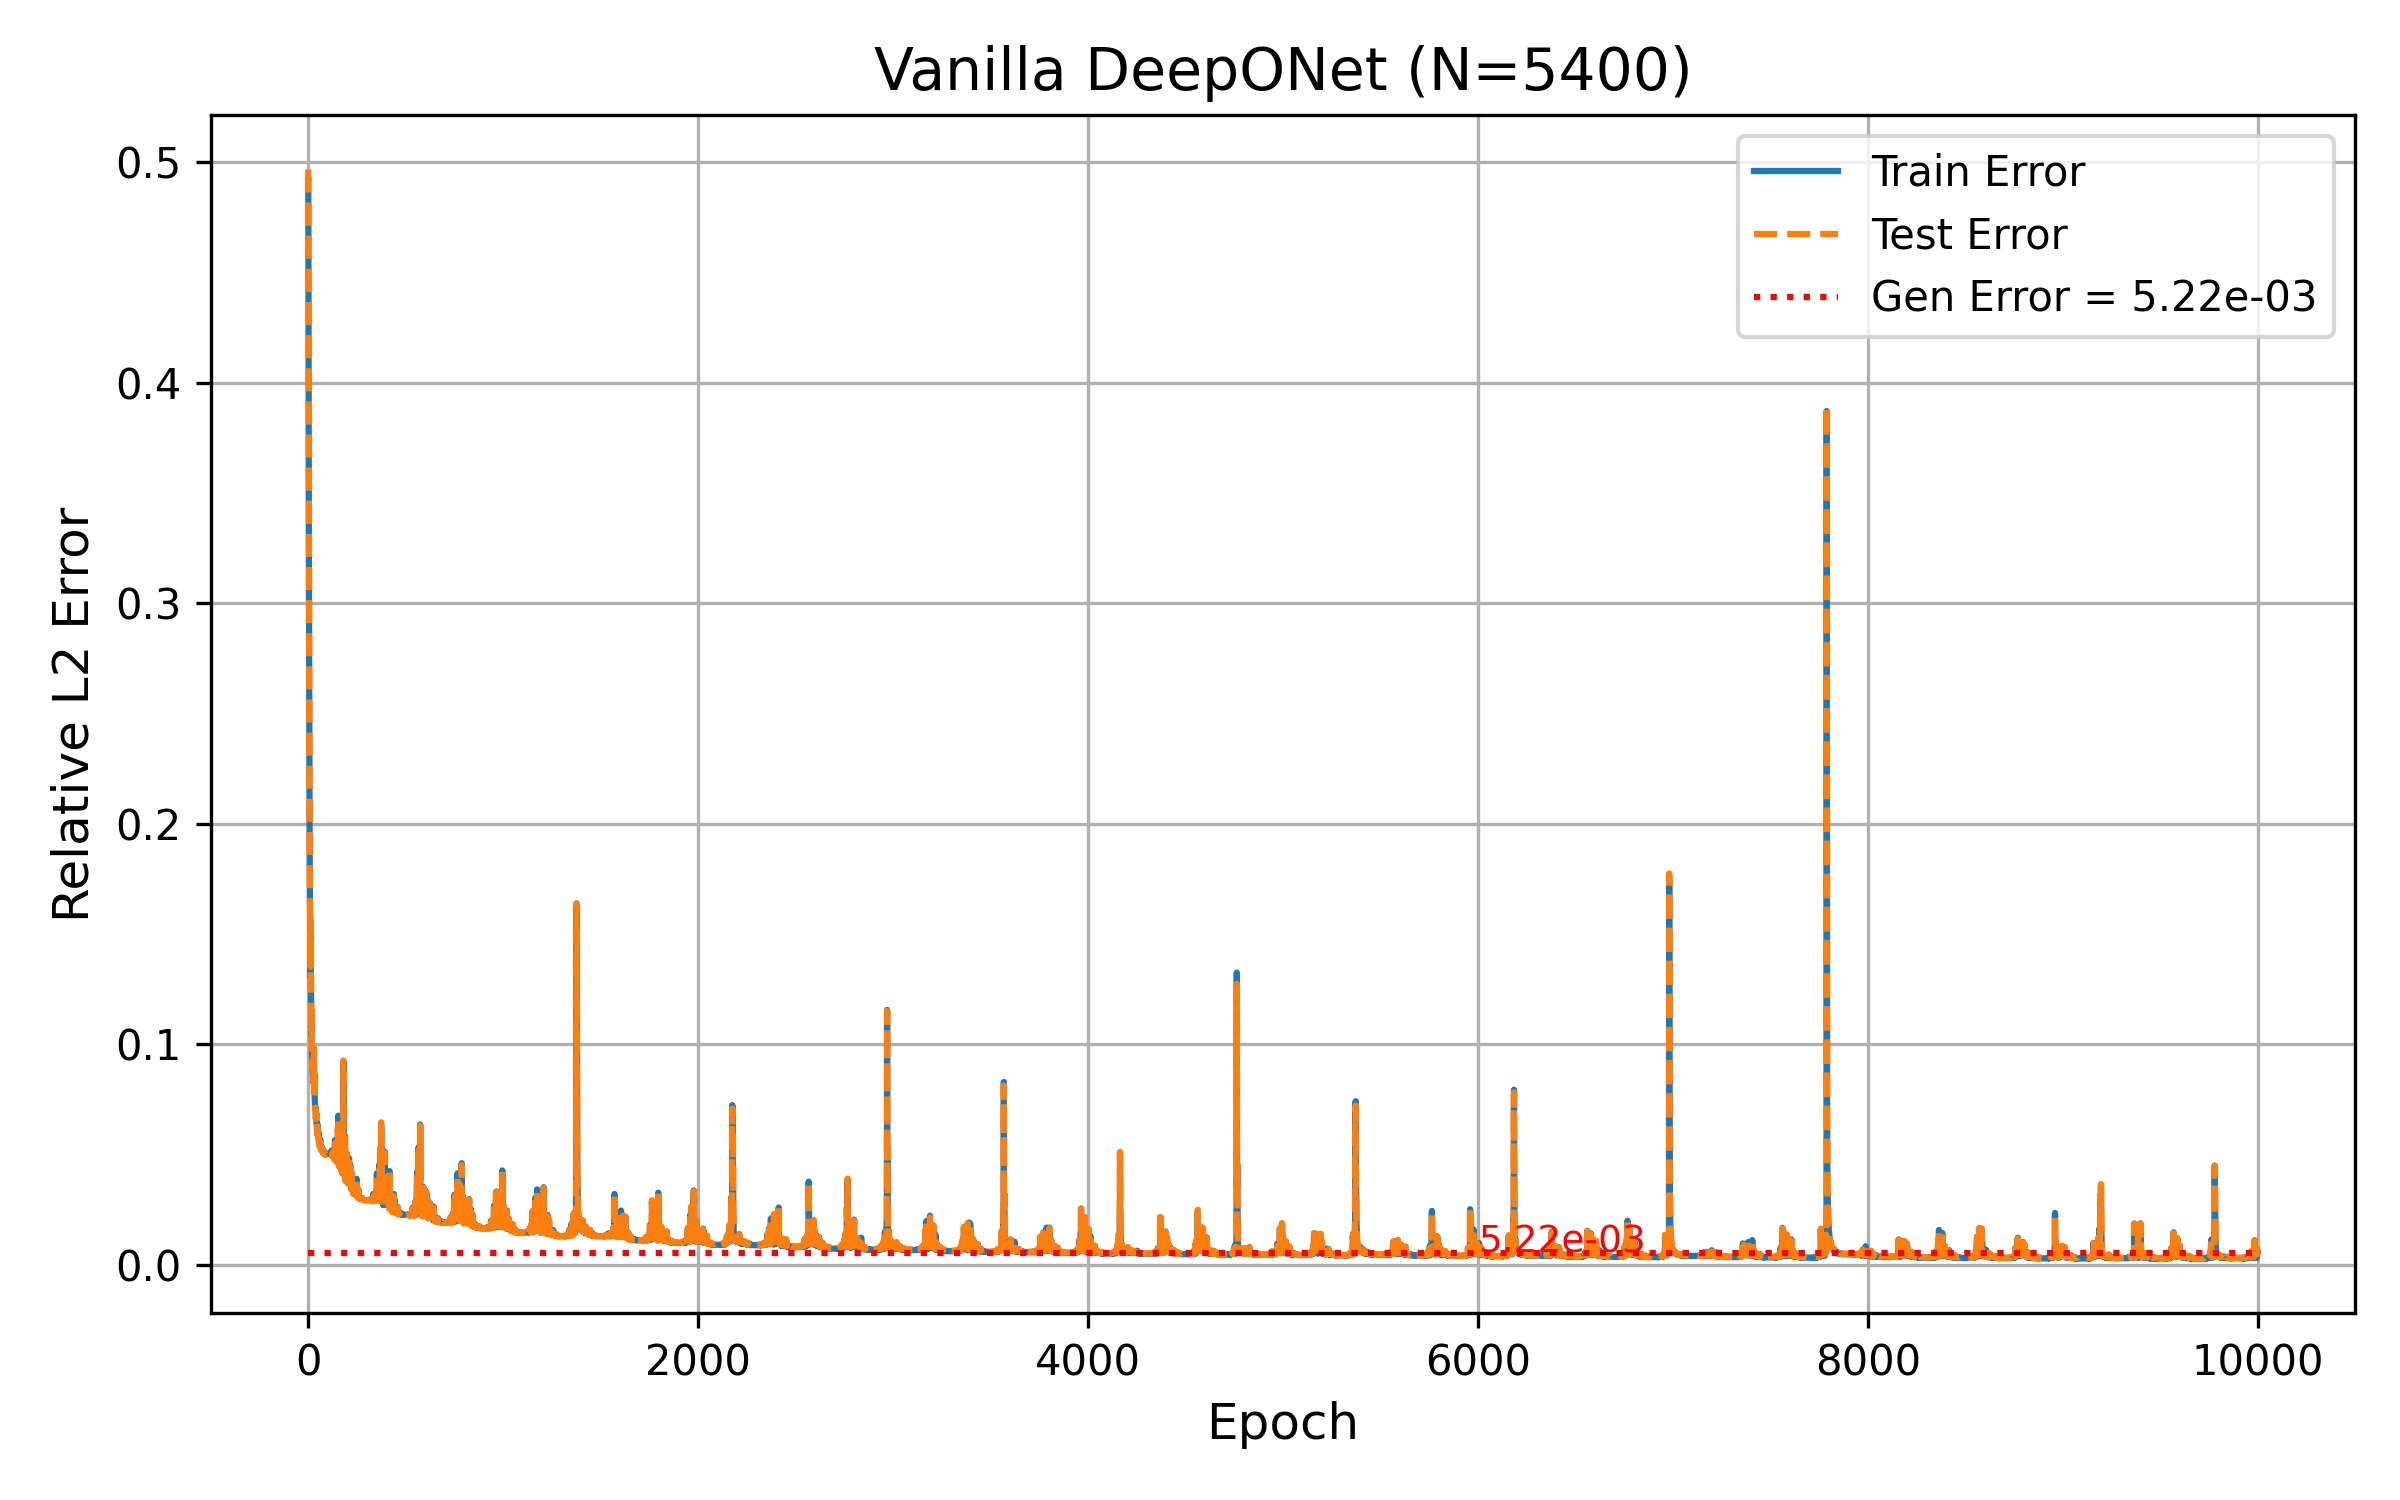 Vanilla DeepONet (N=5400)
Relative L2 Error
0.5
0.4
0.3
0.2
0.1
0.0
Train Error
Test Error
Gen Error = 5.22e-03
5.22e-03
0
2000
4000
6000
8000
10000
Epoch